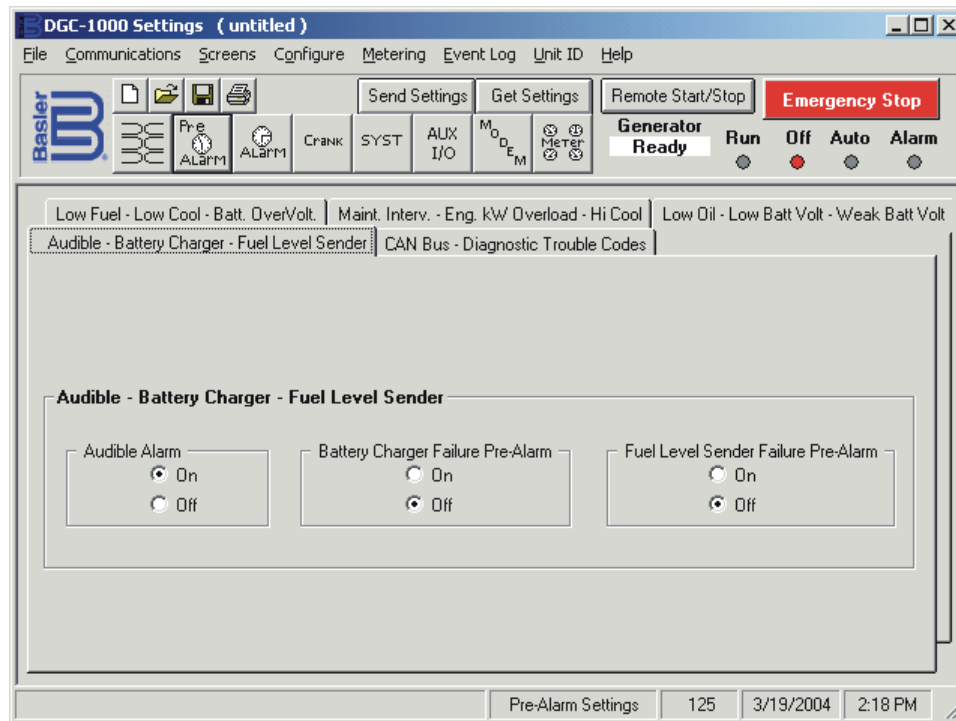 DGC-1000 Settings ( untitled )
File Communications Screens Configure Metering Event Log Unit ID Help
Basler
Send Settings Get Settings Remote Start/Stop Emergency Stop
Pre ALARM ALARM CRANK SYST AUX I/O MODEM METER
Generator Ready Run Off Auto Alarm
Low Fuel - Low Cool - Batt. OverVolt. Maint. Interv. - Eng. kW Overload - Hi Cool Low Oil - Low Batt Volt - Weak Batt Volt
Audible - Battery Charger - Fuel Level Sender CAN Bus - Diagnostic Trouble Codes
Audible - Battery Charger - Fuel Level Sender
Audible Alarm Battery Charger Failure Pre-Alarm Fuel Level Sender Failure Pre-Alarm
On On On
Off Off Off
Pre-Alarm Settings 125 3/19/2004 2:18 PM